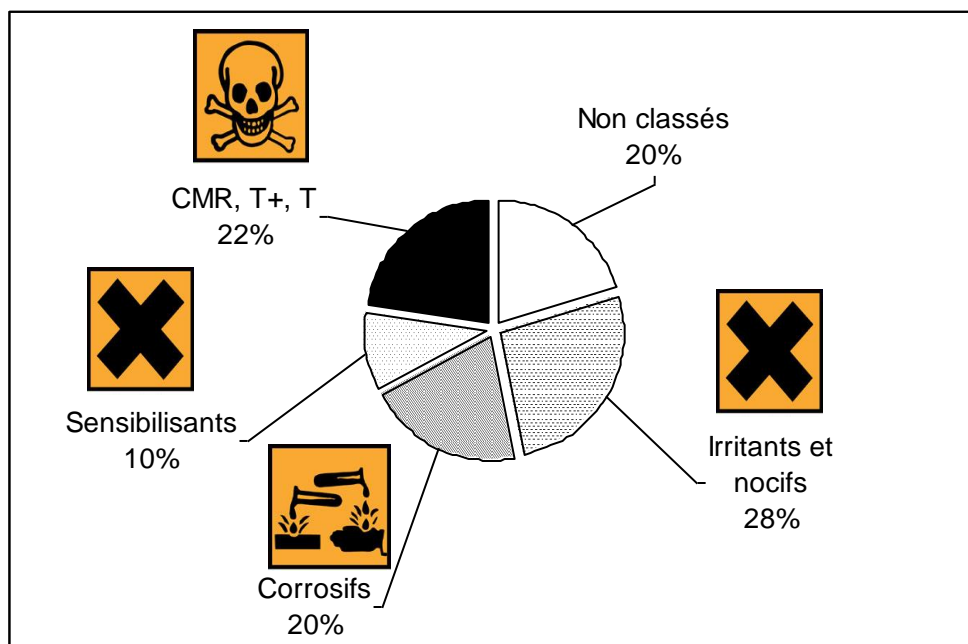 Non classés
20%
CMR, T+, T
22%
Sensibilisants
10%
Irritants et
nocifs
28%
Corrosifs
20%